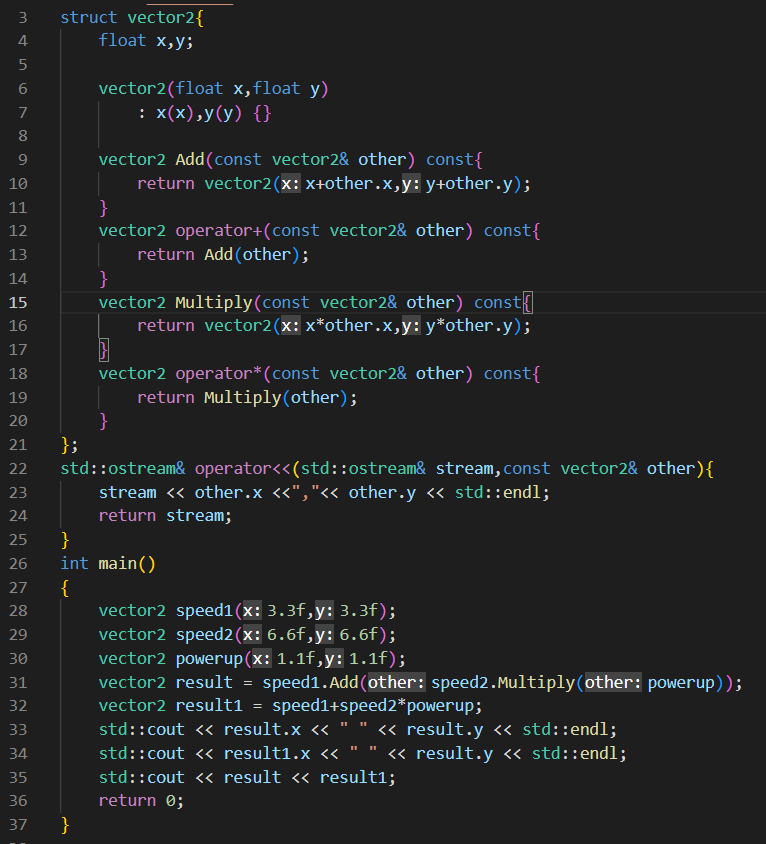 3 struct vector2{
4     float x,y;
5
6     vector2(float x,float y)
7         : x(x),y(y) {}
8
9     vector2 Add(const vector2& other) const{
10         return vector2(x: x+other.x,y: y+other.y);
11     }
12     vector2 operator+(const vector2& other) const{
13         return Add(other);
14     }
15     vector2 Multiply(const vector2& other) const{
16         return vector2(x: x*other.x,y: y*other.y);
17     }
18     vector2 operator*(const vector2& other) const{
19         return Multiply(other);
20     }
21 };
22 std::ostream& operator<<(std::ostream& stream,const vector2& other){
23     stream << other.x <<","<< other.y << std::endl;
24     return stream;
25 }
26 int main()
27 {
28     vector2 speed1(x: 3.3f,y: 3.3f);
29     vector2 speed2(x: 6.6f,y: 6.6f);
30     vector2 powerup(x: 1.1f,y: 1.1f);
31     vector2 result = speed1.Add(other: speed2.Multiply(other: powerup));
32     vector2 result1 = speed1+speed2*powerup;
33     std::cout << result.x << " " << result.y << std::endl;
34     std::cout << result1.x << " " << result.y << std::endl;
35     std::cout << result << result1;
36     return 0;
37 }